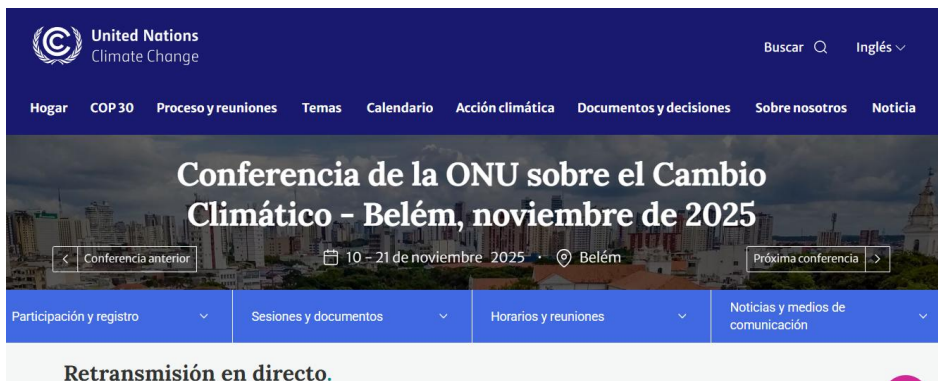 United Nations
Climate Change
Buscar
Inglés
Hogar COP 30 Proceso y reuniones Temas Calendario Acción climática Documentos y decisiones Sobre nosotros Noticia
Conferencia de la ONU sobre el Cambio
Climático - Belém, noviembre de 2025
Conferencia anterior
10 - 21 de noviembre 2025 · Belém
Próxima conferencia
Participación y registro
Sesiones y documentos
Horarios y reuniones
Noticias y medios de
comunicación
Retransmisión en directo.